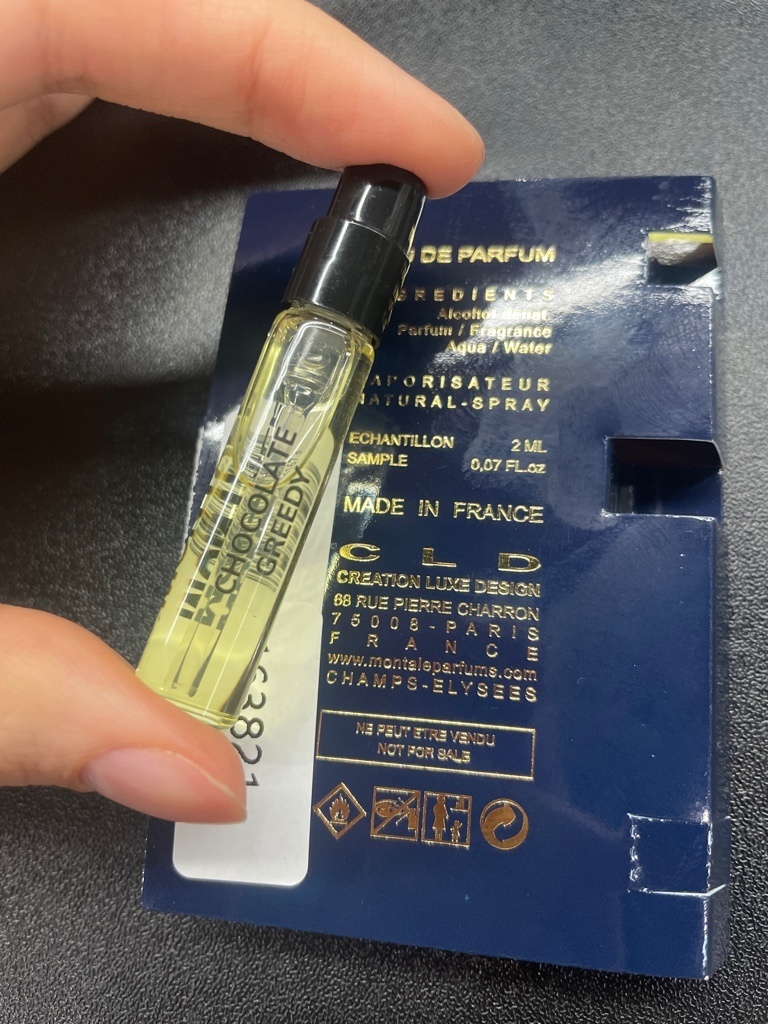 CHOCOLATE
GREEDY
DE PARFUM
Alcohol denat.
Parfum / Fragrance
Aqua / Water
VAPORISATEUR
NATURAL-SPRAY
ECHANTILLON 2 ML
SAMPLE 0,07 FL.oz
MADE IN FRANCE
CLD
CREATION LUXE DESIGN
68 RUE PIERRE CHARRON
75008-PARIS
FRANCE
www.montaleparfums.com
CHAMPS-ELYSEES
NE PEUT ETRE VENDU
NOT FOR SALE